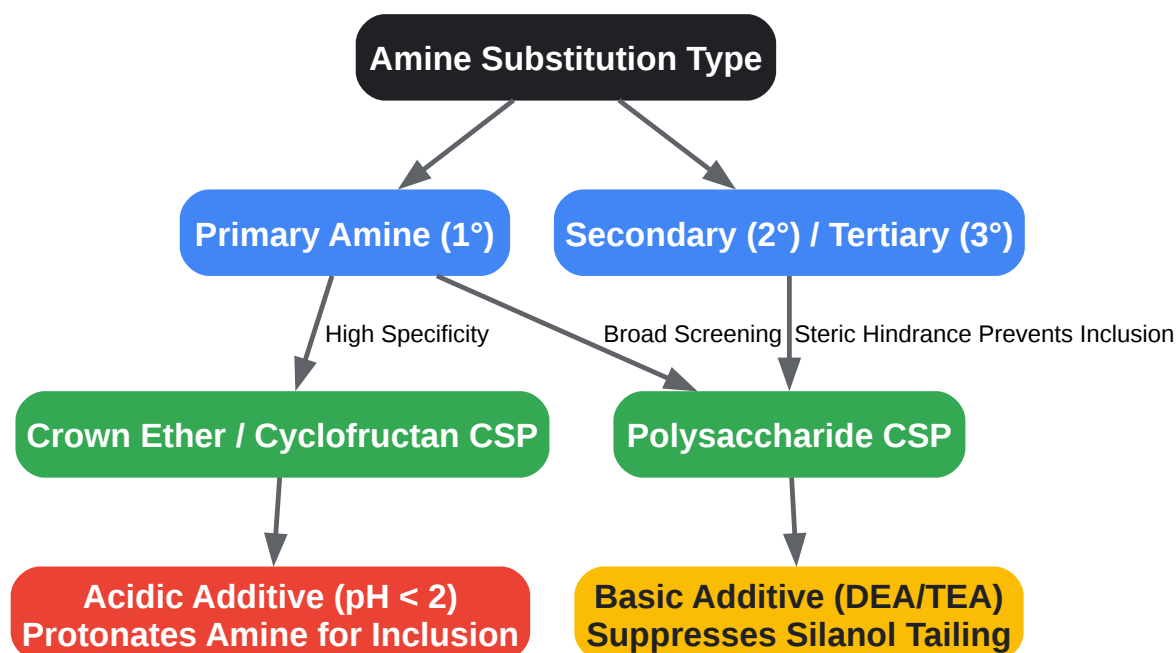 Amine Substitution Type
Primary Amine (1°)
Secondary (2°) / Tertiary (3°)
High Specificity
Broad Screening
Steric Hindrance Prevents Inclusion
Crown Ether / Cyclofructan CSP
Polysaccharide CSP
Acidic Additive (pH < 2)
Protonates Amine for Inclusion
Basic Additive (DEA/TEA)
Suppresses Silanol Tailing